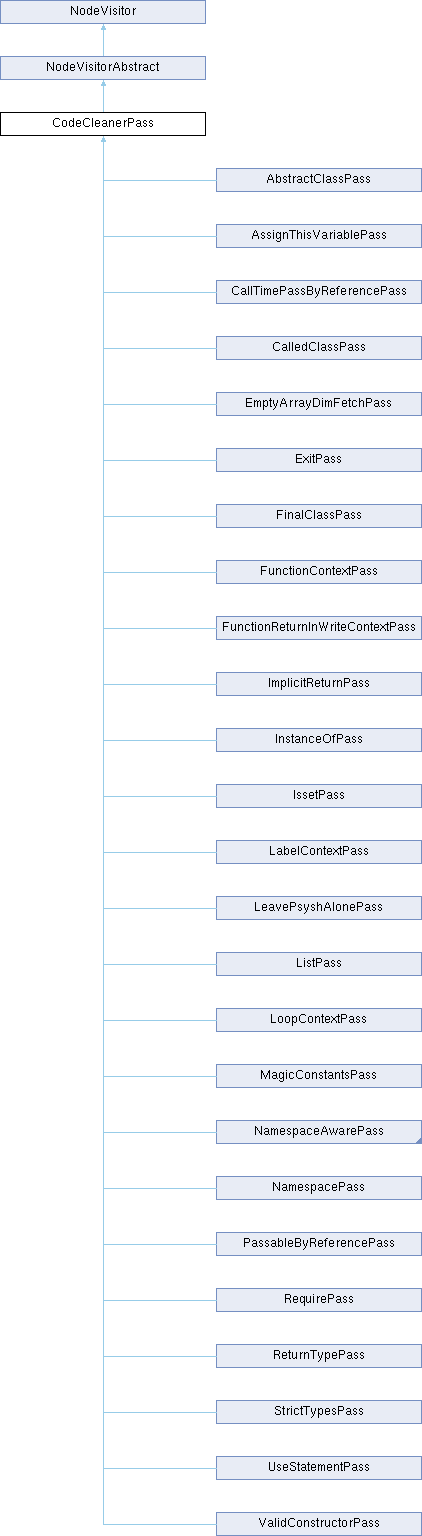 NodeVisitor
NodeVisitorAbstract
CodeCleanerPass
AbstractClassPass
AssignThisVariablePass
CallTimePassByReferencePass
CalledClassPass
EmptyArrayDimFetchPass
ExitPass
FinalClassPass
FunctionContextPass
FunctionReturnInWriteContextPass
ImplicitReturnPass
InstanceOfPass
IssetPass
LabelContextPass
LeavePsyshAlonePass
ListPass
LoopContextPass
MagicConstantsPass
NamespaceAwarePass
NamespacePass
PassableByReferencePass
RequirePass
ReturnTypePass
StrictTypesPass
UseStatementPass
ValidConstructorPass